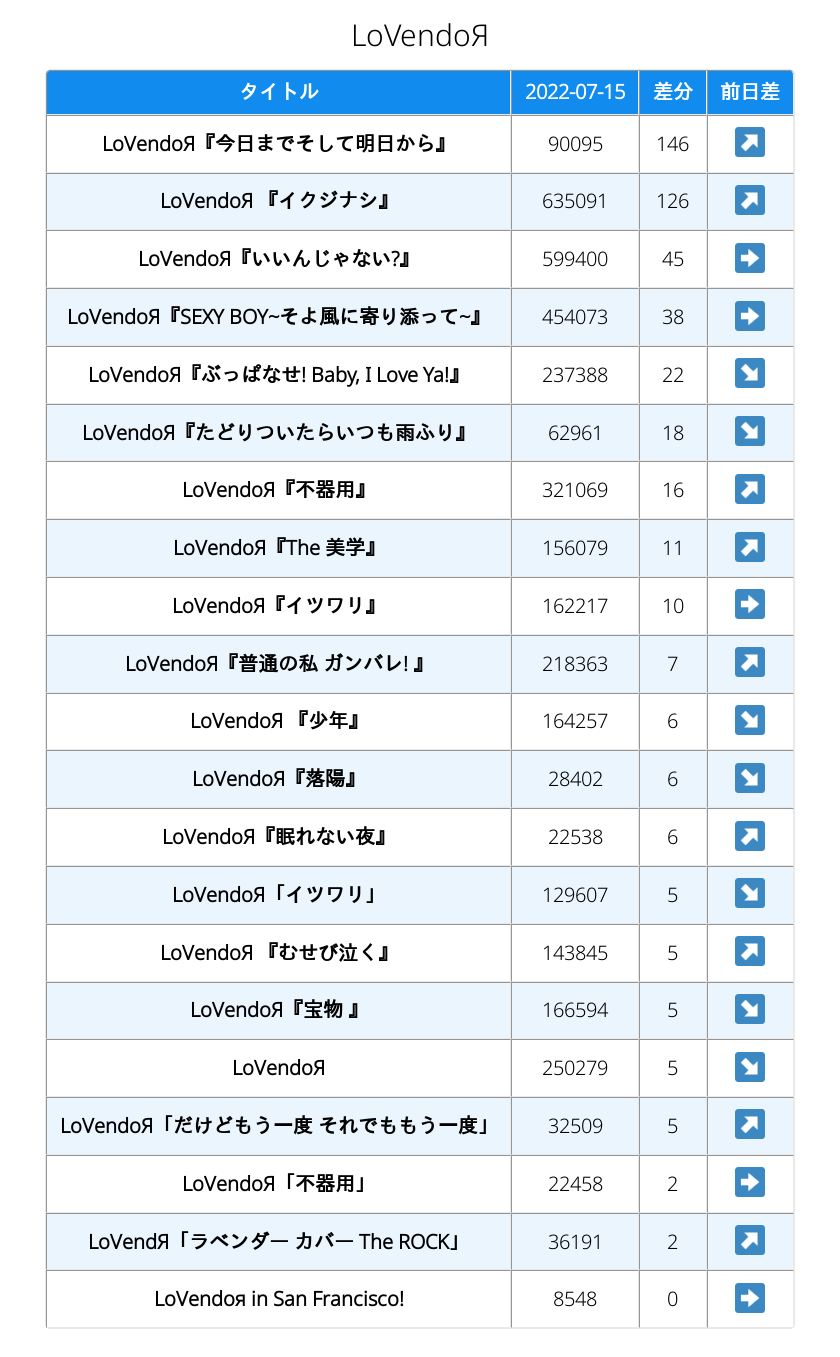 LoVendoЯ
タイトル 2022-07-15 差分 前日差
LoVendoЯ『今日までそして明日から』 90095 146 ↗
LoVendoЯ 『イクジナシ』 635091 126 ↗
LoVendoЯ『いいんじゃない?』 599400 45 ➡
LoVendoЯ『SEXY BOY~そよ風に寄り添って~』 454073 38 ➡
LoVendoЯ『ぶっぱなせ! Baby, I Love Ya!』 237388 22 ↘
LoVendoЯ『たどりついたらいつも雨ふり』 62961 18 ↘
LoVendoЯ『不器用』 321069 16 ↗
LoVendoЯ『The 美学』 156079 11 ↗
LoVendoЯ『イツワリ』 162217 10 ➡
LoVendoЯ『普通の私 ガンバレ! 』 218363 7 ↗
LoVendoЯ 『少年』 164257 6 ↘
LoVendoЯ『落陽』 28402 6 ↘
LoVendoЯ『眠れない夜』 22538 6 ↗
LoVendoЯ「イツワリ」 129607 5 ↘
LoVendoЯ 『むせび泣く』 143845 5 ↗
LoVendoЯ『宝物 』 166594 5 ↘
LoVendoЯ 250279 5 ↘
LoVendoЯ「だけどもう一度 それでももう一度」 32509 5 ↗
LoVendoЯ「不器用」 22458 2 ➡
LoVendЯ「ラベンダー カバー The ROCK」 36191 2 ↗
LoVendoя in San Francisco! 8548 0 ➡